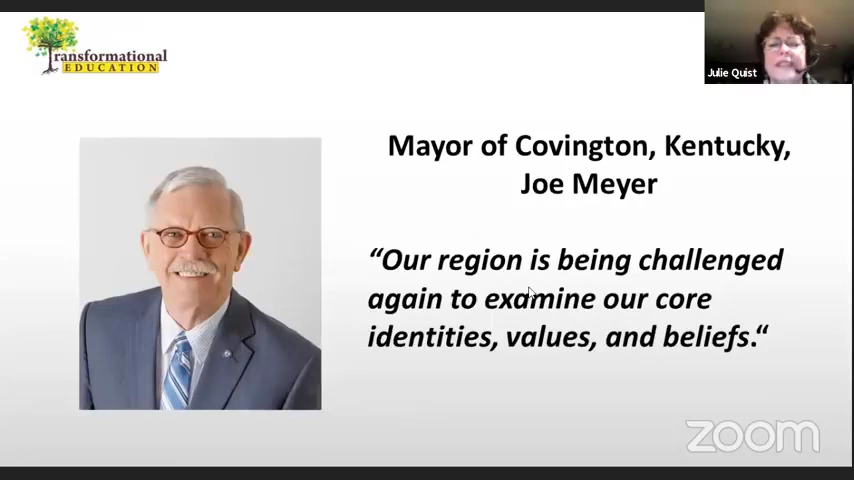 Transformational
EDUCATION
Julie Quist
Mayor of Covington, Kentucky,
Joe Meyer
“Our region is being challenged
again to examine our core
identities, values, and beliefs.“
zoom